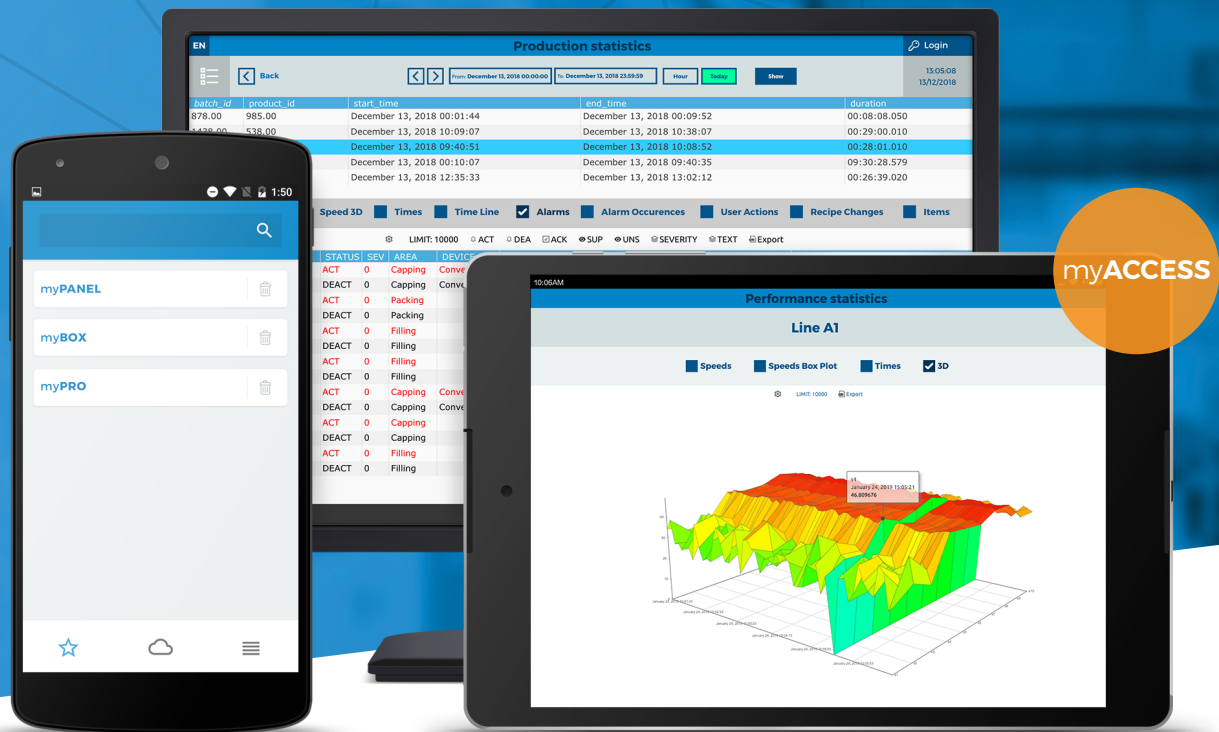 EN
Production statistics
Login
Back
From: December 13, 2018 00:00:00
To: December 13, 2018 23:59:59
Hour
Today
Show
13:05:08
13/12/2018
batch_id product_id start_time end_time duration
878.00 985.00 December 13, 2018 00:01:44 December 13, 2018 00:09:52 00:08:08.050
1438.00 538.00 December 13, 2018 10:09:07 December 13, 2018 10:38:07 00:29:00.010
December 13, 2018 09:40:51 December 13, 2018 10:08:52 00:28:01.010
December 13, 2018 00:10:07 December 13, 2018 09:40:35 09:30:28.579
December 13, 2018 12:35:33 December 13, 2018 13:02:12 00:26:39.020
Speed 3D Times Time Line Alarms Alarm Occurences User Actions Recipe Changes Items
LIMIT: 10000 ACT DEA ACK SUP UNS SEVERITY TEXT Export
STATUS SEV AREA DEVICE
ACT 0 Capping
DEACT 0 Capping
ACT 0 Packing
DEACT 0 Packing
ACT 0 Filling
DEACT 0 Filling
ACT 0 Filling
DEACT 0 Filling
ACT 0 Capping
DEACT 0 Capping
ACT 0 Capping
DEACT 0 Capping
ACT 0 Filling
DEACT 0 Filling
1:50
myPANEL
myBOX
myPRO
10:06AM
Performance statistics
Line A1
Speeds Speeds Box Plot Times 3D
LIMIT: 10000 Export
January 24, 2019 15:05:21
46.809676
myACCESS